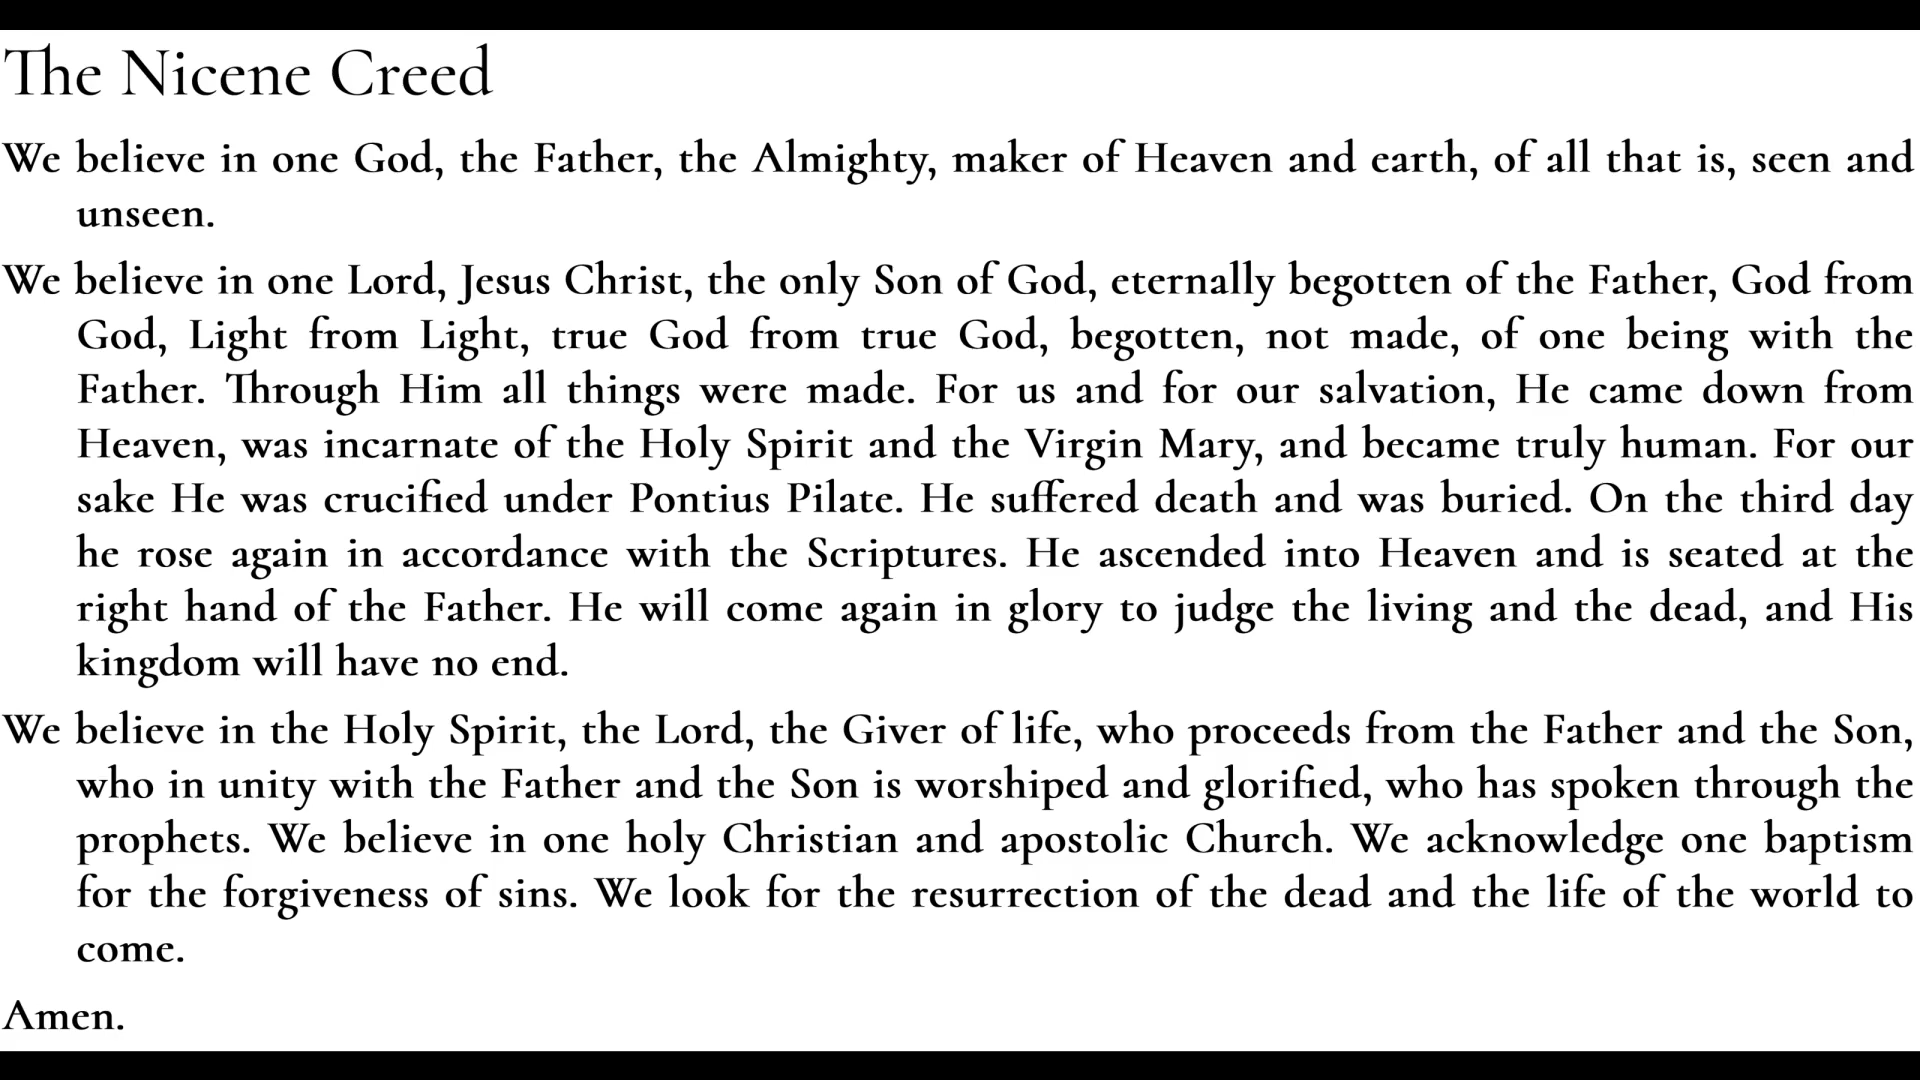 The Nicene Creed
We believe in one God, the Father, the Almighty, maker of Heaven and earth, of all that is, seen and
unseen.
We believe in one Lord, Jesus Christ, the only Son of God, eternally begotten of the Father, God from
God, Light from Light, true God from true God, begotten, not made, of one being with the
Father. Through Him all things were made. For us and for our salvation, He came down from
Heaven, was incarnate of the Holy Spirit and the Virgin Mary, and became truly human. For our
sake He was crucified under Pontius Pilate. He suffered death and was buried. On the third day
he rose again in accordance with the Scriptures. He ascended into Heaven and is seated at the
right hand of the Father. He will come again in glory to judge the living and the dead, and His
kingdom will have no end.
We believe in the Holy Spirit, the Lord, the Giver of life, who proceeds from the Father and the Son,
who in unity with the Father and the Son is worshiped and glorified, who has spoken through the
prophets. We believe in one holy Christian and apostolic Church. We acknowledge one baptism
for the forgiveness of sins. We look for the resurrection of the dead and the life of the world to
come.
Amen.